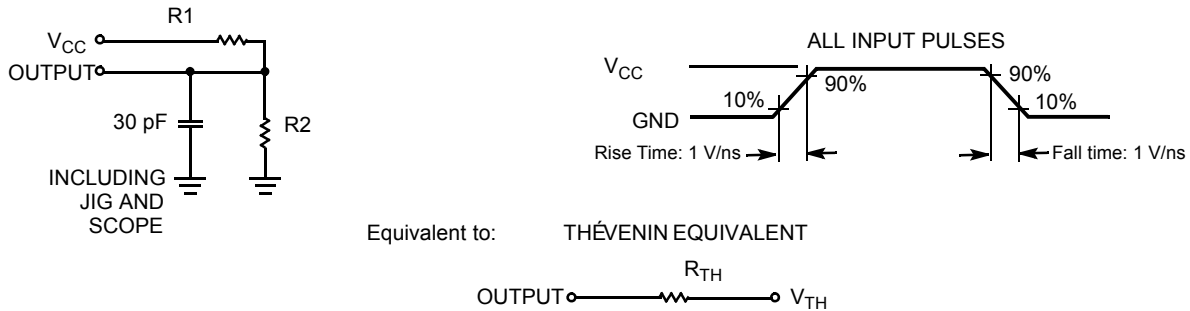 R1
VCC
OUTPUT
30 pF
R2
INCLUDING
JIG AND
SCOPE
ALL INPUT PULSES
VCC
GND
10%
90%
90%
10%
Rise Time: 1 V/ns
Fall time: 1 V/ns
Equivalent to:
THÉVENIN EQUIVALENT
RTH
OUTPUT
VTH